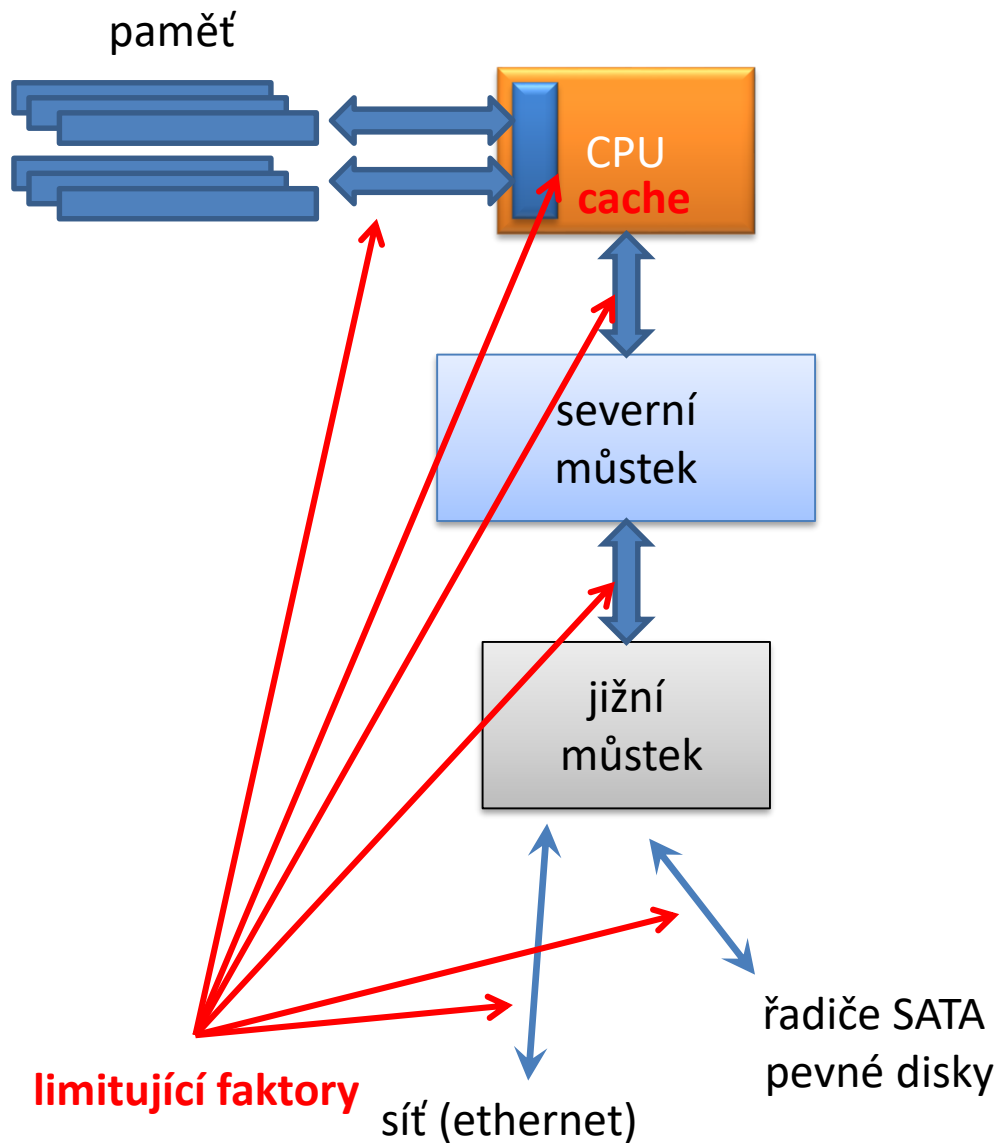 paměť
CPU
cache
severní
můstek
jižní
můstek
řadiče SATA
pevné disky
limitující faktory
síť (ethernet)